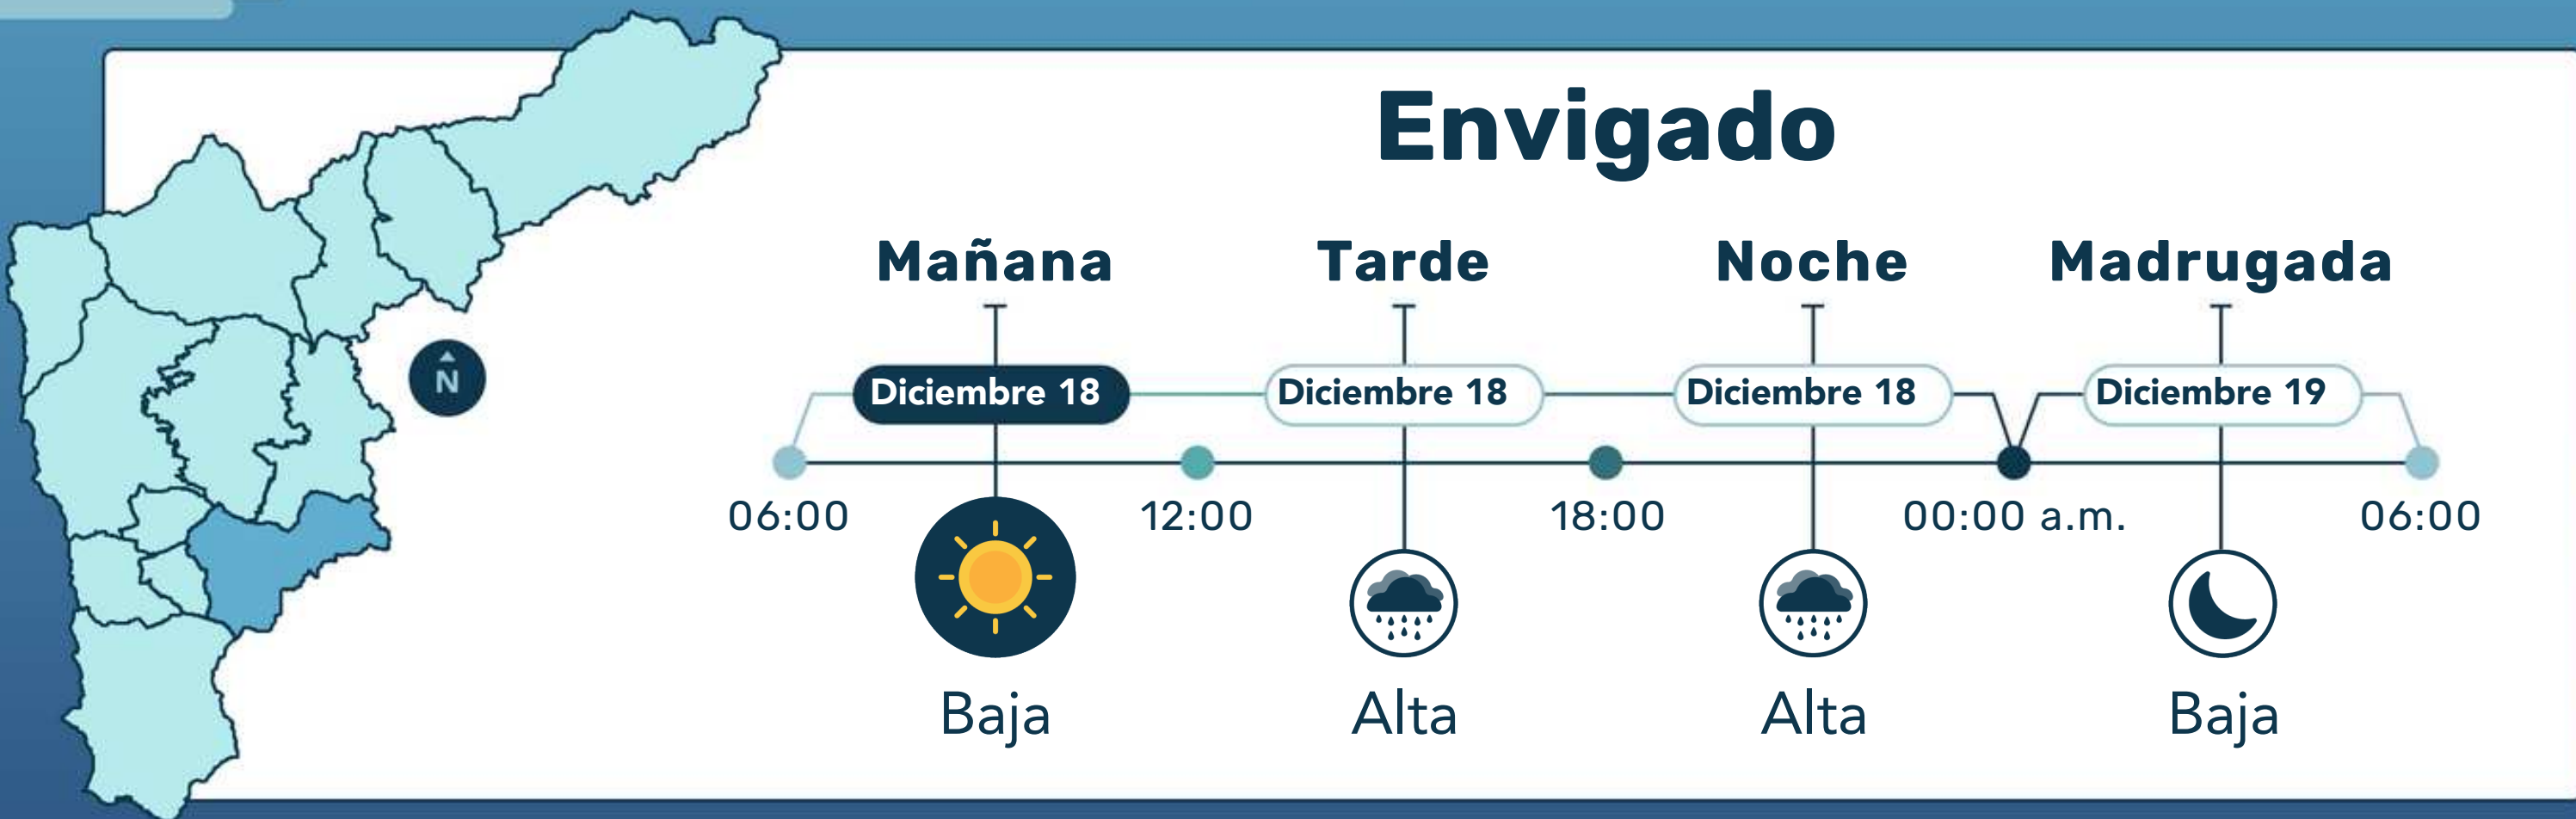 Envigado
Mañana Tarde Noche Madrugada
Diciembre 18 Diciembre 18 Diciembre 18 Diciembre 19
N
06:00 12:00 18:00 00:00 a.m. 06:00
Baja Alta Alta Baja